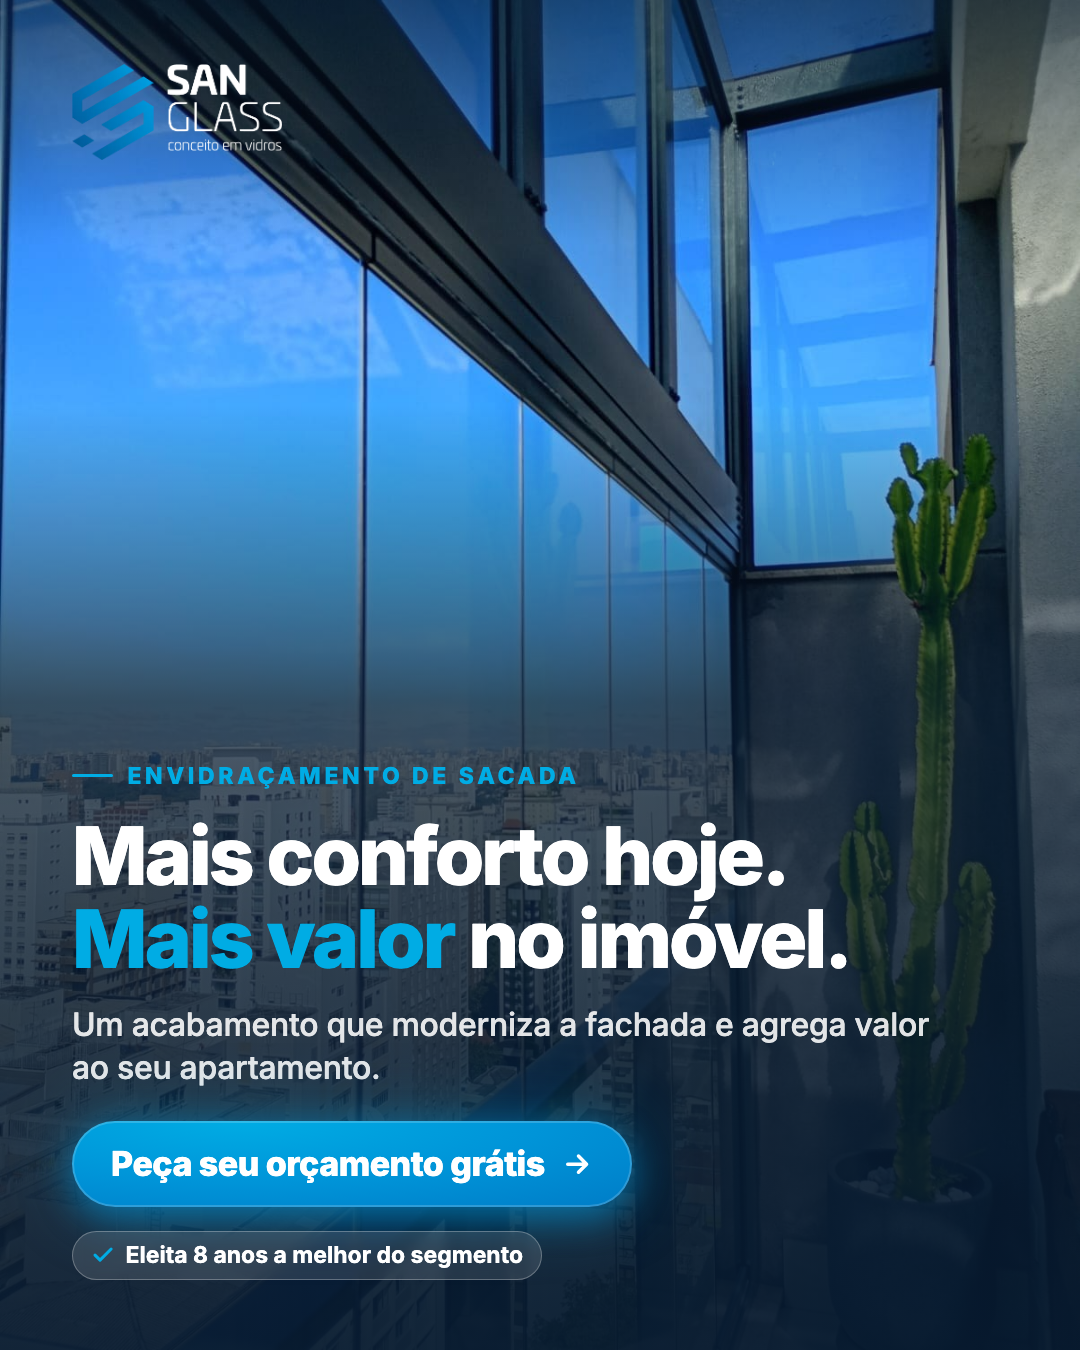 SAN
GLASS
conceito em vidros
ENVIDRAÇAMENTO DE SACADA
Mais conforto hoje.
Mais valor no imóvel.
Um acabamento que moderniza a fachada e agrega valor
ao seu apartamento.
Peça seu orçamento grátis →
✓ Eleita 8 anos a melhor do segmento